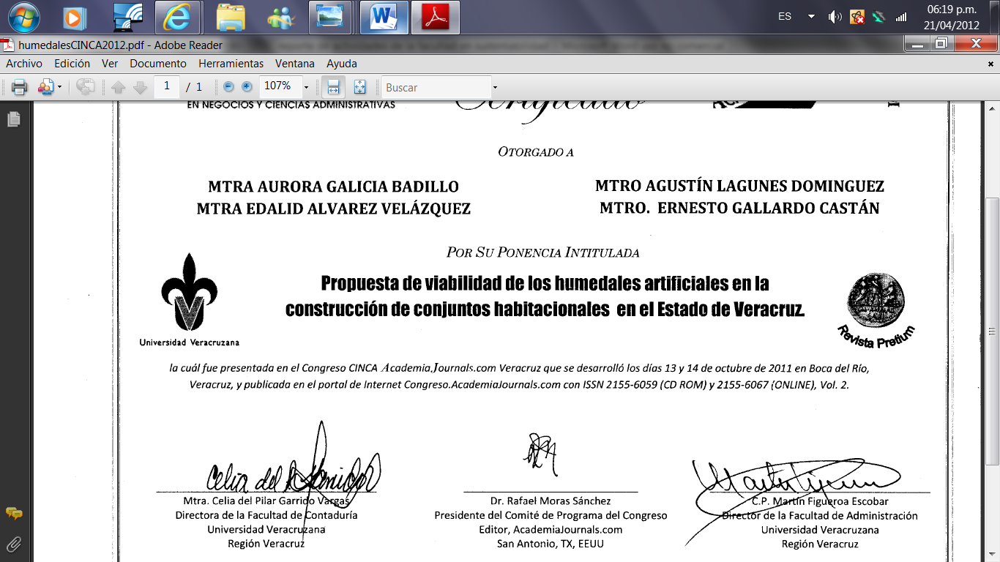 ES
06:19 p.m.
21/04/2012
humedalesCINCA2012.pdf - Adobe Reader
Archivo Edición Ver Documento Herramientas Ventana Ayuda
1 / 1 107% Buscar
EN NEGOCIOS Y CIENCIAS ADMINISTRATIVAS
Certificado
OTORGADO A
MTRA AURORA GALICIA BADILLO
MTRA EDALID ALVAREZ VELÁZQUEZ
MTRO AGUSTÍN LAGUNES DOMINGUEZ
MTRO. ERNESTO GALLARDO CASTÁN
POR SU PONENCIA INTITULADA
Propuesta de viabilidad de los humedales artificiales en la
construcción de conjuntos habitacionales en el Estado de Veracruz.
Universidad Veracruzana
Revista Pretium
la cuál fue presentada en el Congreso CINCA AcademiaJournals.com Veracruz que se desarrolló los días 13 y 14 de octubre de 2011 en Boca del Río,
Veracruz, y publicada en el portal de Internet Congreso.AcademiaJournals.com con ISSN 2155-6059 (CD ROM) y 2155-6067 (ONLINE), Vol. 2.
Mtra. Celia del Pilar Garrido Vargas
Directora de la Facultad de Contaduría
Universidad Veracruzana
Región Veracruz
Dr. Rafael Moras Sánchez
Presidente del Comité de Programa del Congreso
Editor, AcademiaJournals.com
San Antonio, TX, EEUU
C.P. Martín Figueroa Escobar
Director de la Facultad de Administración
Universidad Veracruzana
Región Veracruz